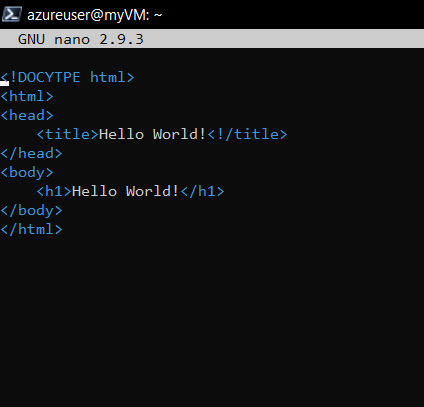 azureuser@myVM: ~
GNU nano 2.9.3
<!DOCYTPE html>
<html>
<head>
    <title>Hello World!<!/title>
</head>
<body>
    <h1>Hello World!</h1>
</body>
</html>